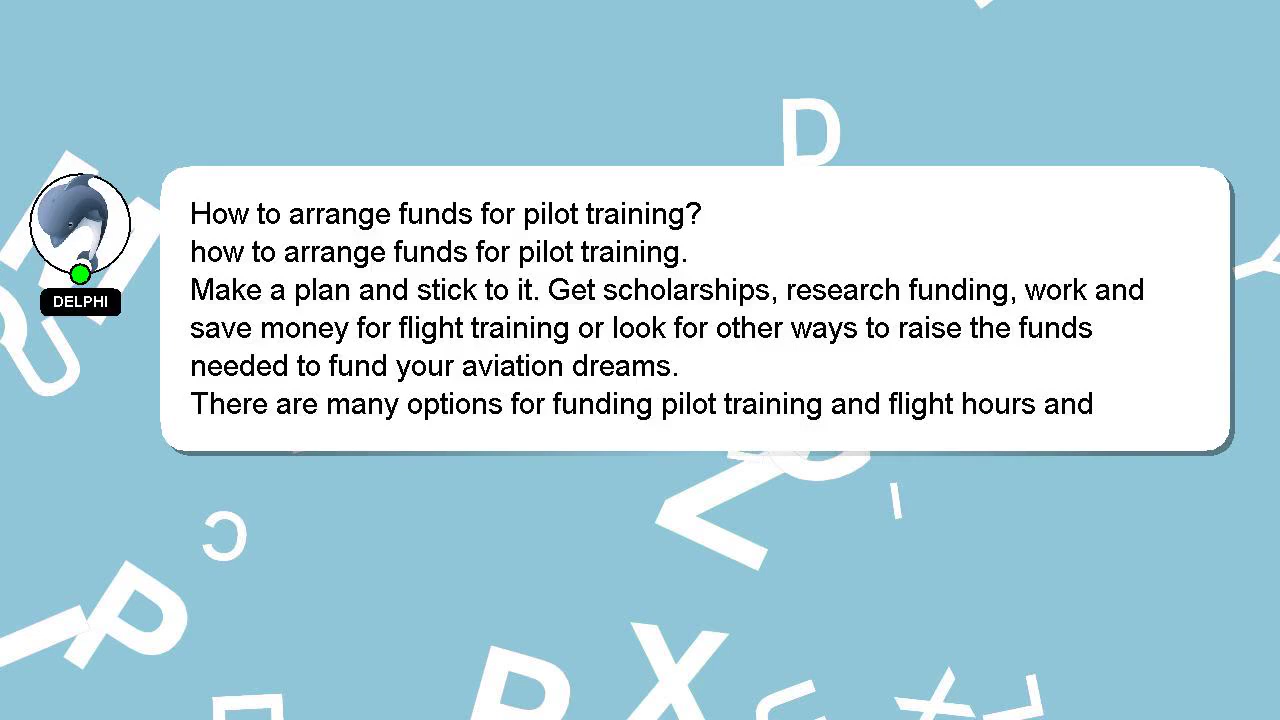 How to arrange funds for pilot training?
how to arrange funds for pilot training.
Make a plan and stick to it. Get scholarships, research funding, work and
save money for flight training or look for other ways to raise the funds
needed to fund your aviation dreams.
There are many options for funding pilot training and flight hours and
DELPHI